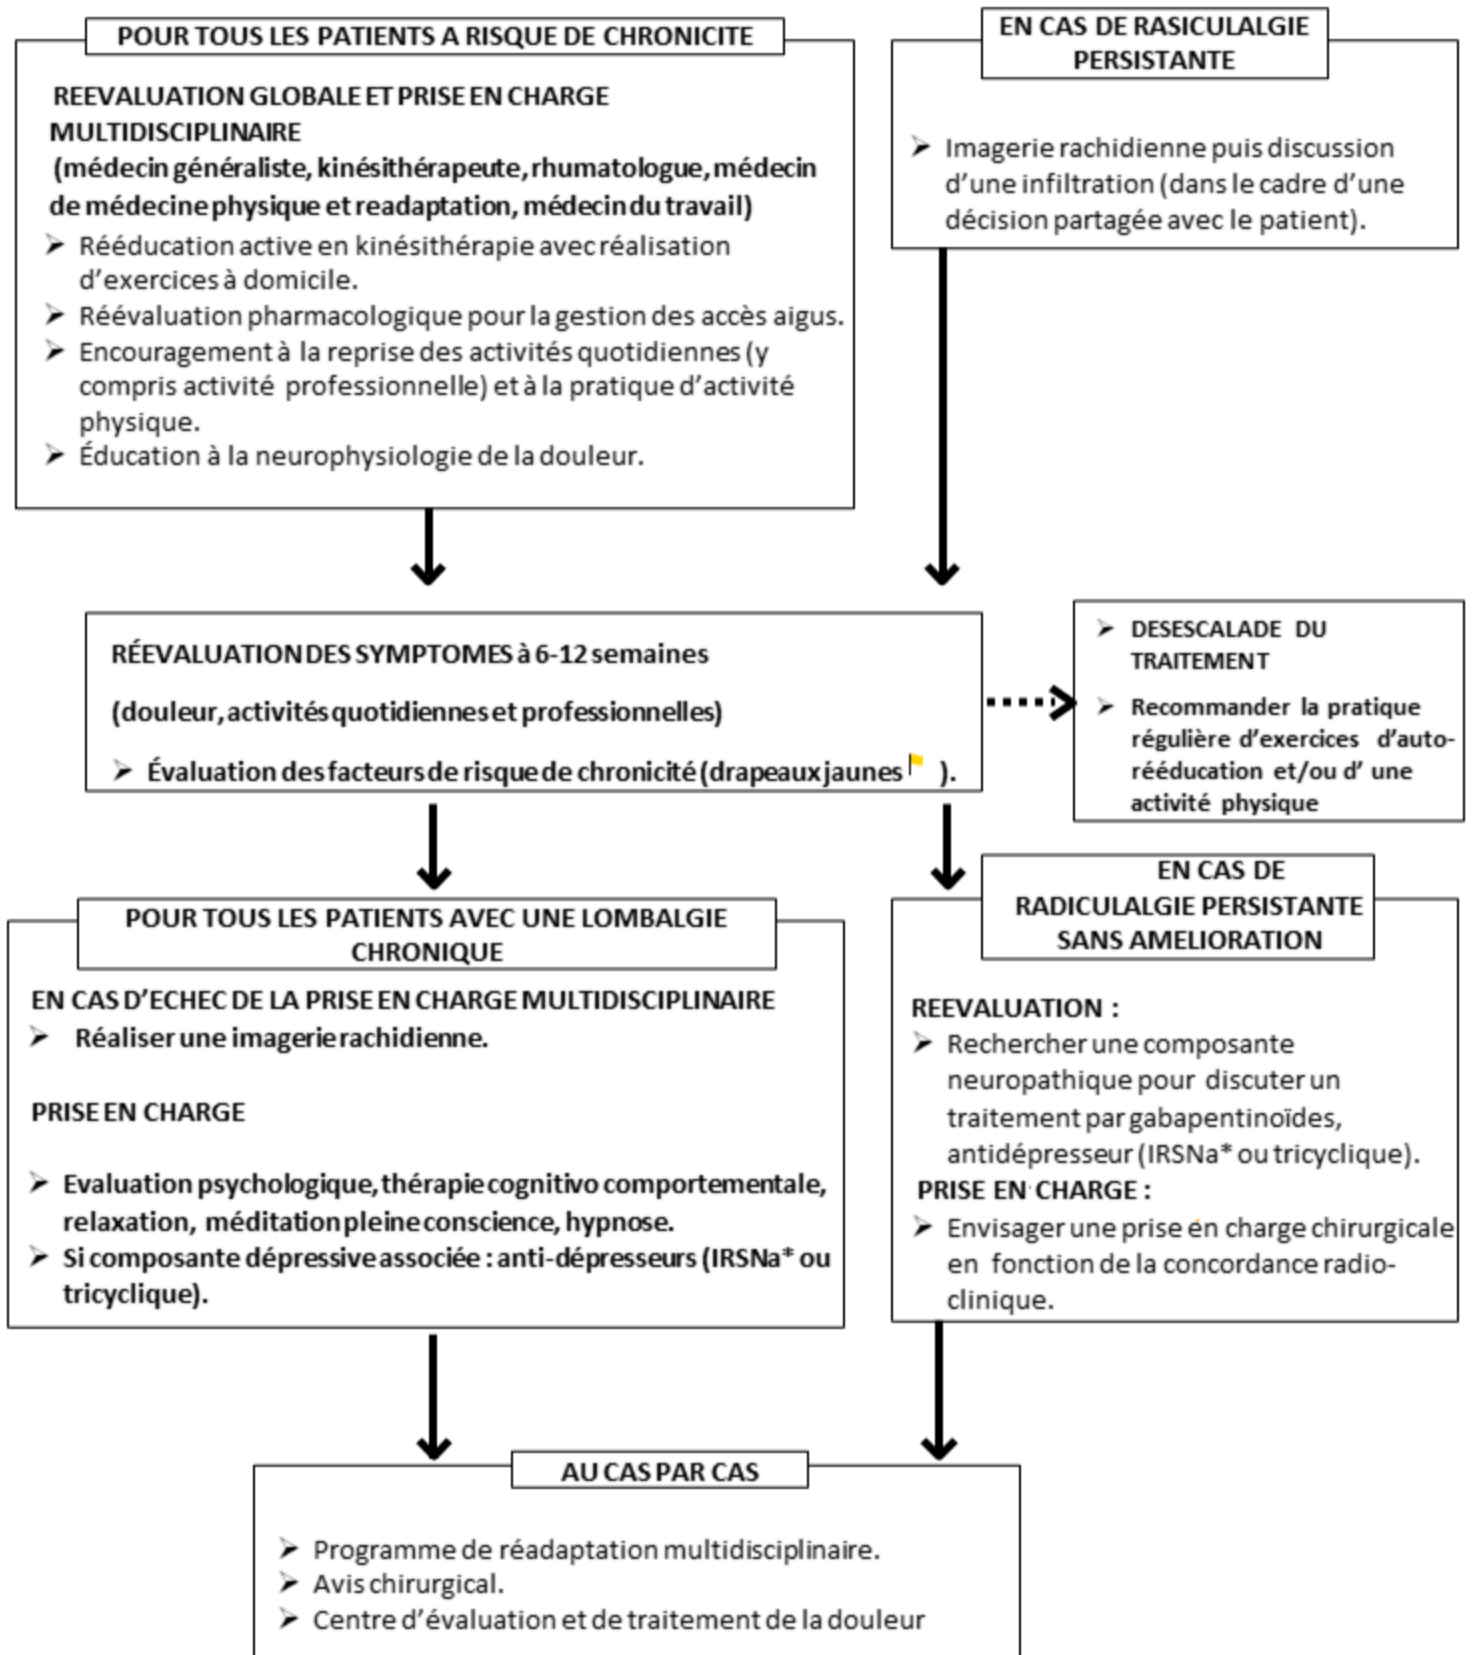 POUR TOUS LES PATIENTS A RISQUE DE CHRONICITE
REEVALUATION GLOBALE ET PRISE EN CHARGE
MULTIDISCIPLINAIRE
(médecin généraliste, kinésithérapeute, rhumatologue, médecin
de médecine physique et readaptation, médecin du travail)
➢ Rééducation active en kinésithérapie avec réalisation
d'exercices à domicile.
➢ Réévaluation pharmacologique pour la gestion des accès aigus.
➢ Encouragement à la reprise des activités quotidiennes (y
compris activité professionnelle) et à la pratique d'activité
physique.
➢ Éducation à la neurophysiologie de la douleur.
EN CAS DE RASICULALGIE
PERSISTANTE
➢ Imagerie rachidienne puis discussion
d'une infiltration (dans le cadre d'une
décision partagée avec le patient).
RÉEVALUATION DES SYMPTOMES à 6-12 semaines
(douleur, activités quotidiennes et professionnelles)
➢ Évaluation des facteurs de risque de chronicité (drapeaux jaunes ).
➢ DESESCALADE DU
TRAITEMENT
➢ Recommander la pratique
régulière d'exercices d'auto-
rééducation et/ou d' une
activité physique
POUR TOUS LES PATIENTS AVEC UNE LOMBALGIE
CHRONIQUE
EN CAS D'ECHEC DE LA PRISE EN CHARGE MULTIDISCIPLINAIRE
➢ Réaliser une imagerie rachidienne.
PRISE EN CHARGE
➢ Evaluation psychologique, thérapie cognitivo comportementale,
relaxation, méditation pleine conscience, hypnose.
➢ Si composante dépressive associée : anti-dépresseurs (IRSNa* ou
tricyclique).
EN CAS DE
RADICULALGIE PERSISTANTE
SANS AMELIORATION
REEVALUATION :
➢ Rechercher une composante
neuropathique pour discuter un
traitement par gabapentinoïdes,
antidépresseur (IRSNa* ou tricyclique).
PRISE EN CHARGE :
➢ Envisager une prise en charge chirurgicale
en fonction de la concordance radio-
clinique.
AU CAS PAR CAS
➢ Programme de réadaptation multidisciplinaire.
➢ Avis chirurgical.
➢ Centre d'évaluation et de traitement de la douleur